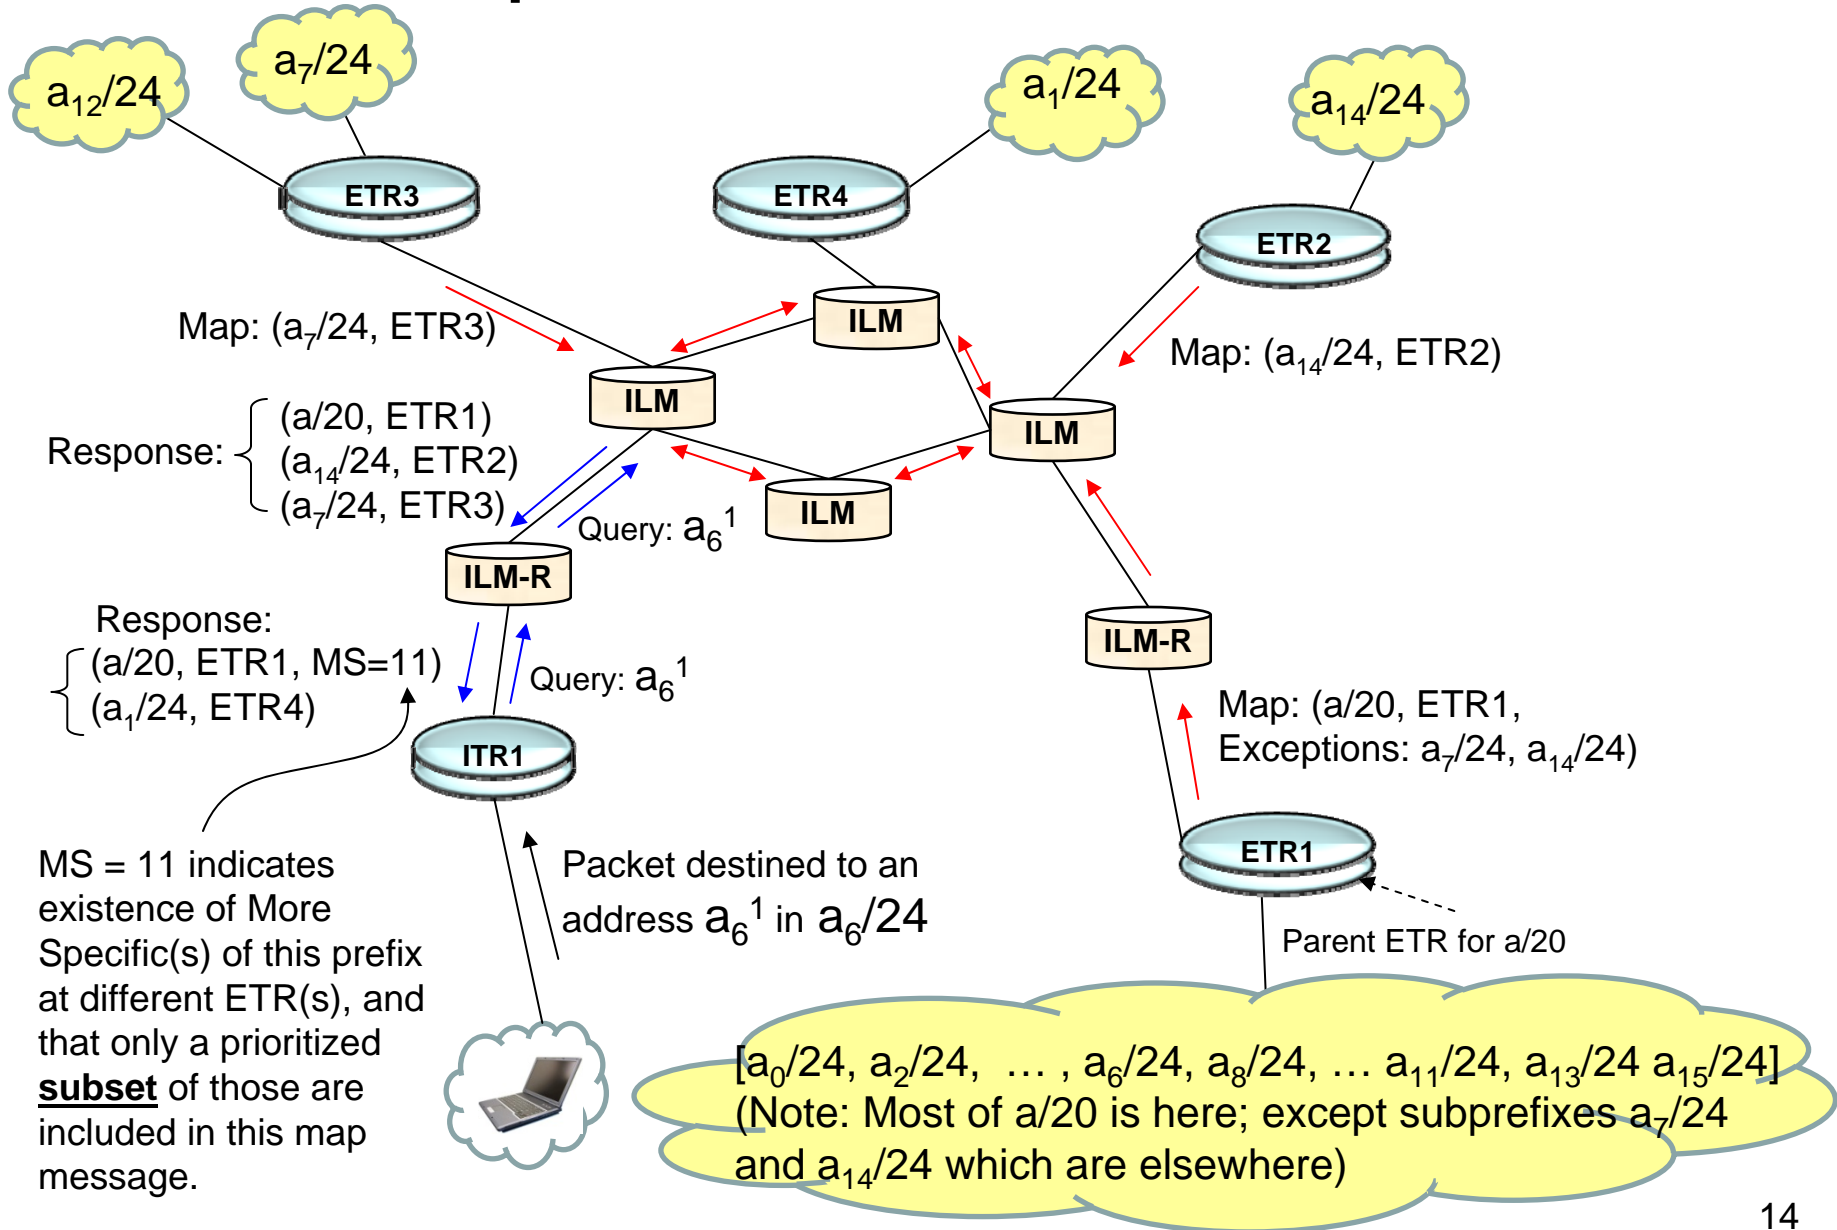 a12/24
a7/24
a1/24
a14/24
ETR3
ETR4
ETR2
Map: (a7/24, ETR3)
ILM
Map: (a14/24, ETR2)
ILM
ILM
ILM
Response:
(a/20, ETR1)
(a14/24, ETR2)
(a7/24, ETR3)
Query: a6^1
ILM-R
Response:
(a/20, ETR1, MS=11)
(a1/24, ETR4)
Query: a6^1
ITR1
ILM-R
Map: (a/20, ETR1,
Exceptions: a7/24, a14/24)
ETR1
Parent ETR for a/20
MS = 11 indicates
existence of More
Specific(s) of this prefix
at different ETR(s), and
that only a prioritized
subset of those are
included in this map
message.
Packet destined to an
address a6^1 in a6/24
[a0/24, a2/24, … , a6/24, a8/24, … a11/24, a13/24 a15/24]
(Note: Most of a/20 is here; except subprefixes a7/24
and a14/24 which are elsewhere)
14